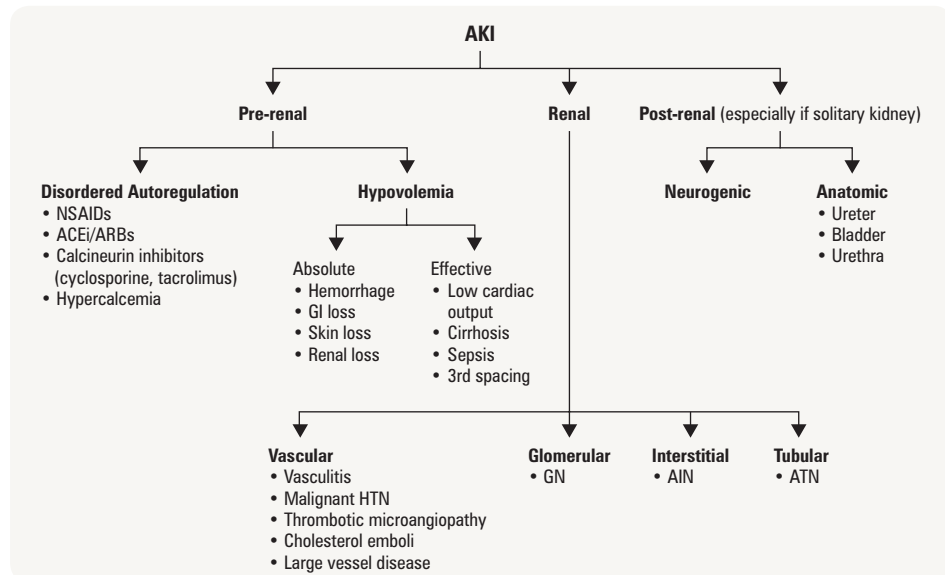 AKI
Pre-renal
Renal
Post-renal (especially if solitary kidney)
Disordered Autoregulation
• NSAIDs
• ACEi/ARBs
• Calcineurin inhibitors
(cyclosporine, tacrolimus)
• Hypercalcemia
Hypovolemia
Absolute
• Hemorrhage
• GI loss
• Skin loss
• Renal loss
Effective
• Low cardiac
output
• Cirrhosis
• Sepsis
• 3rd spacing
Neurogenic
Anatomic
• Ureter
• Bladder
• Urethra
Vascular
• Vasculitis
• Malignant HTN
• Thrombotic microangiopathy
• Cholesterol emboli
• Large vessel disease
Glomerular
• GN
Interstitial
• AIN
Tubular
• ATN